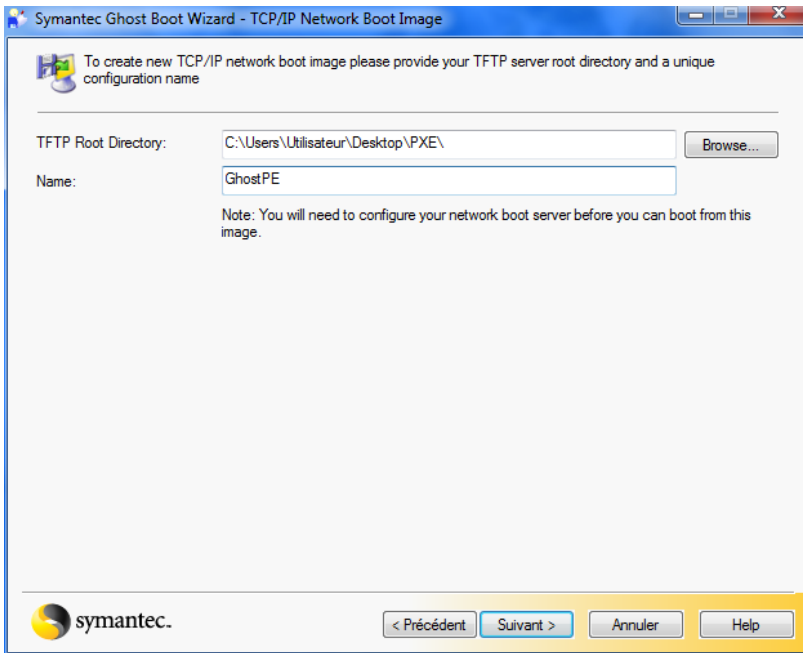 Symantec Ghost Boot Wizard - TCP/IP Network Boot Image
To create new TCP/IP network boot image please provide your TFTP server root directory and a unique
configuration name
TFTP Root Directory:
C:\Users\Utilisateur\Desktop\PXE\
Browse...
Name:
GhostPE
Note: You will need to configure your network boot server before you can boot from this
image.
symantec.
< Précédent
Suivant >
Annuler
Help